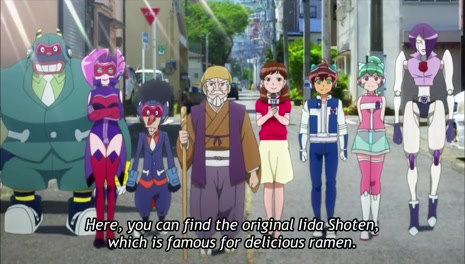 Here, you can find the original Iida Shoten,
which is famous for delicious ramen.